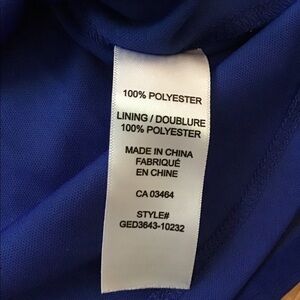 100% POLYESTER
LINING / DOUBLURE
100% POLYESTER
MADE IN CHINA
FABRIQUÉ
EN CHINE
CA 03464
STYLE#
GED3643-10232